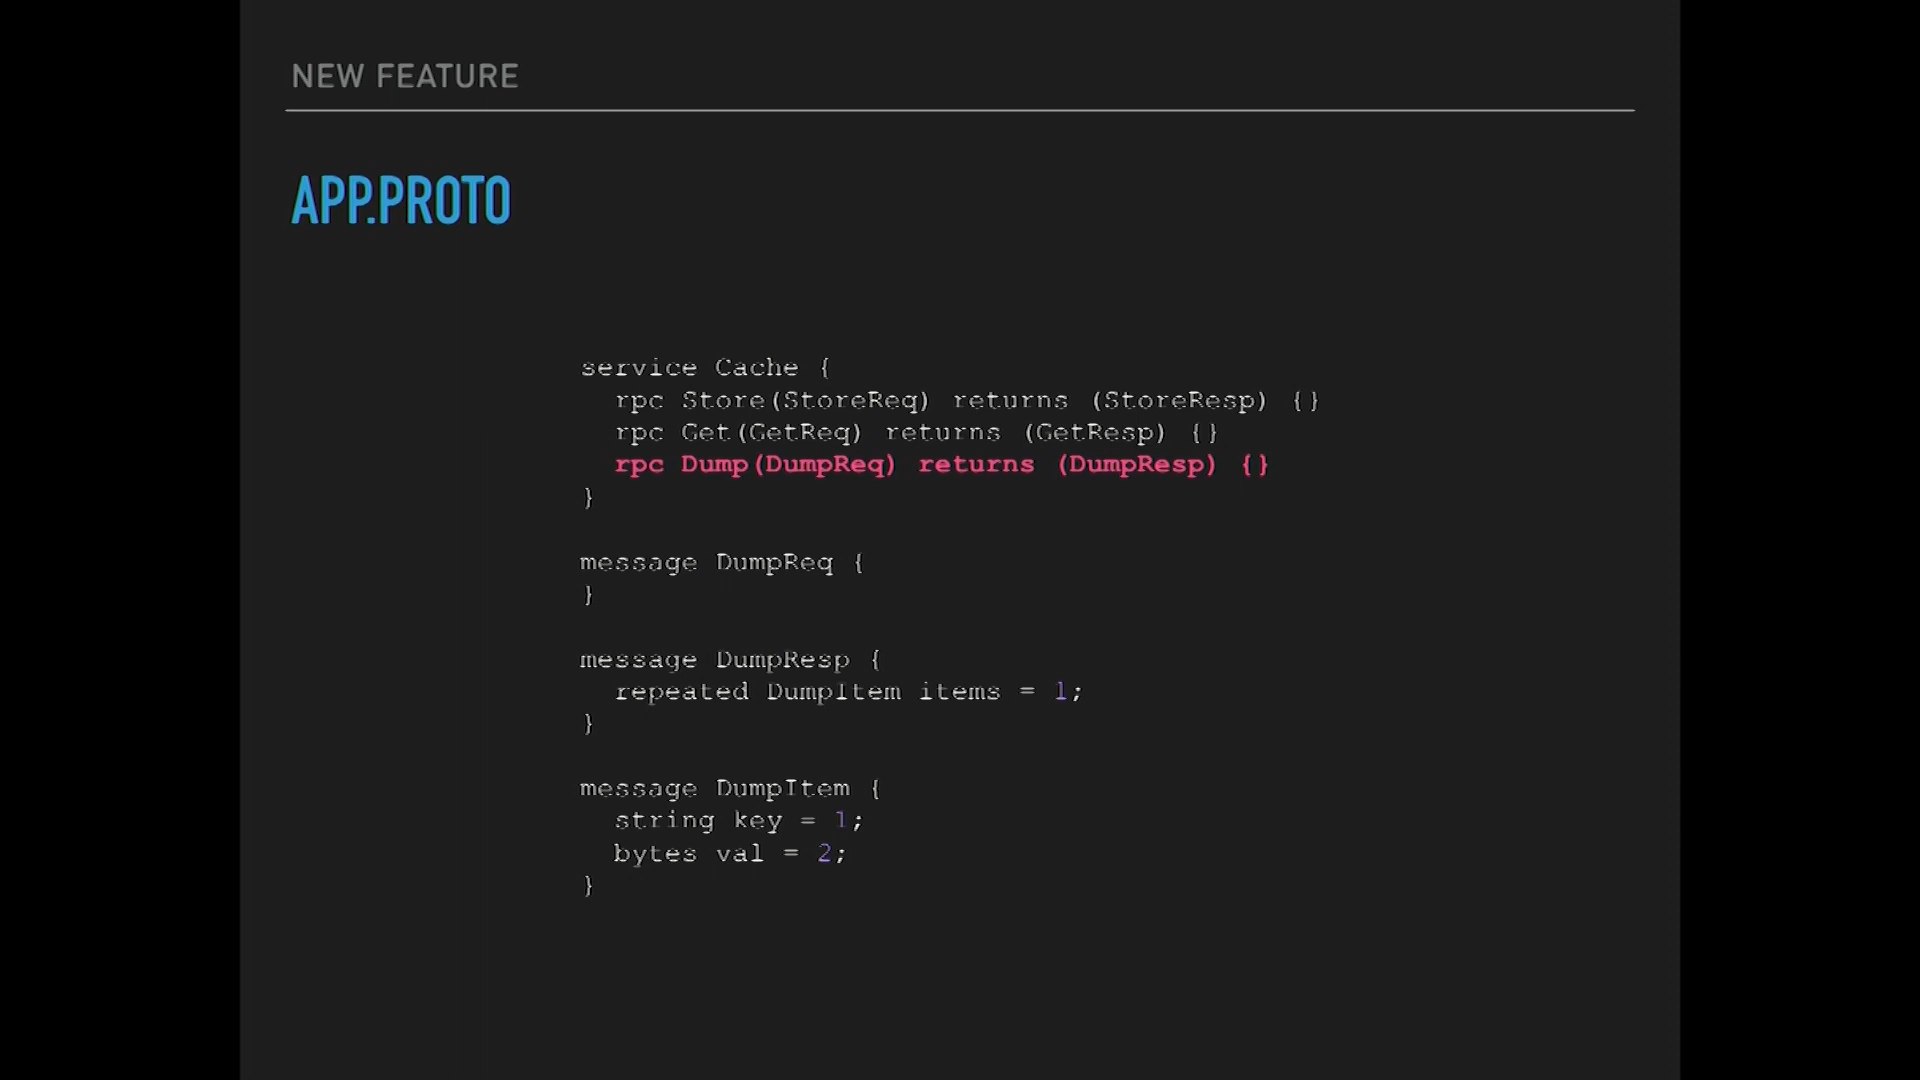 NEW FEATURE
APP.PROTO
service Cache {
  rpc Store(StoreReq) returns (StoreResp) {}
  rpc Get(GetReq) returns (GetResp) {}
  rpc Dump(DumpReq) returns (DumpResp) {}
}
message DumpReq {
}
message DumpResp {
  repeated DumpItem items = 1;
}
message DumpItem {
  string key = 1;
  bytes val = 2;
}